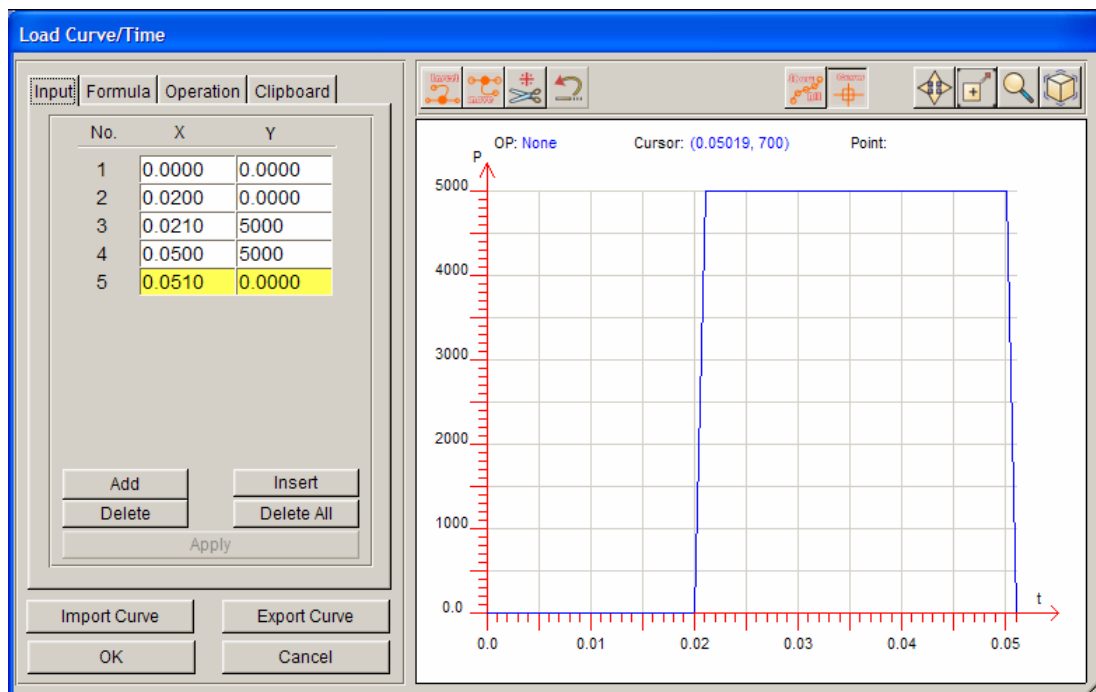 Load Curve/Time
Input Formula Operation Clipboard
No. X Y
1 0.0000 0.0000
2 0.0200 0.0000
3 0.0210 5000
4 0.0500 5000
5 0.0510 0.0000
Add Insert
Delete Delete All
Apply
Import Curve Export Curve
OK Cancel
OP: None Cursor: (0.05019, 700) Point:
P
5000
4000
3000
2000
1000
0.0
t
0.0 0.01 0.02 0.03 0.04 0.05